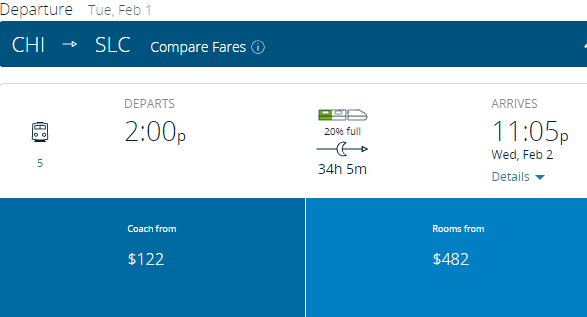 Departure Tue, Feb 1
CHI → SLC Compare Fares ⓘ
DEPARTS
2:00p
20% full
34h 5m
ARRIVES
11:05p
Wed, Feb 2
Details
5
Coach from
$122
Rooms from
$482